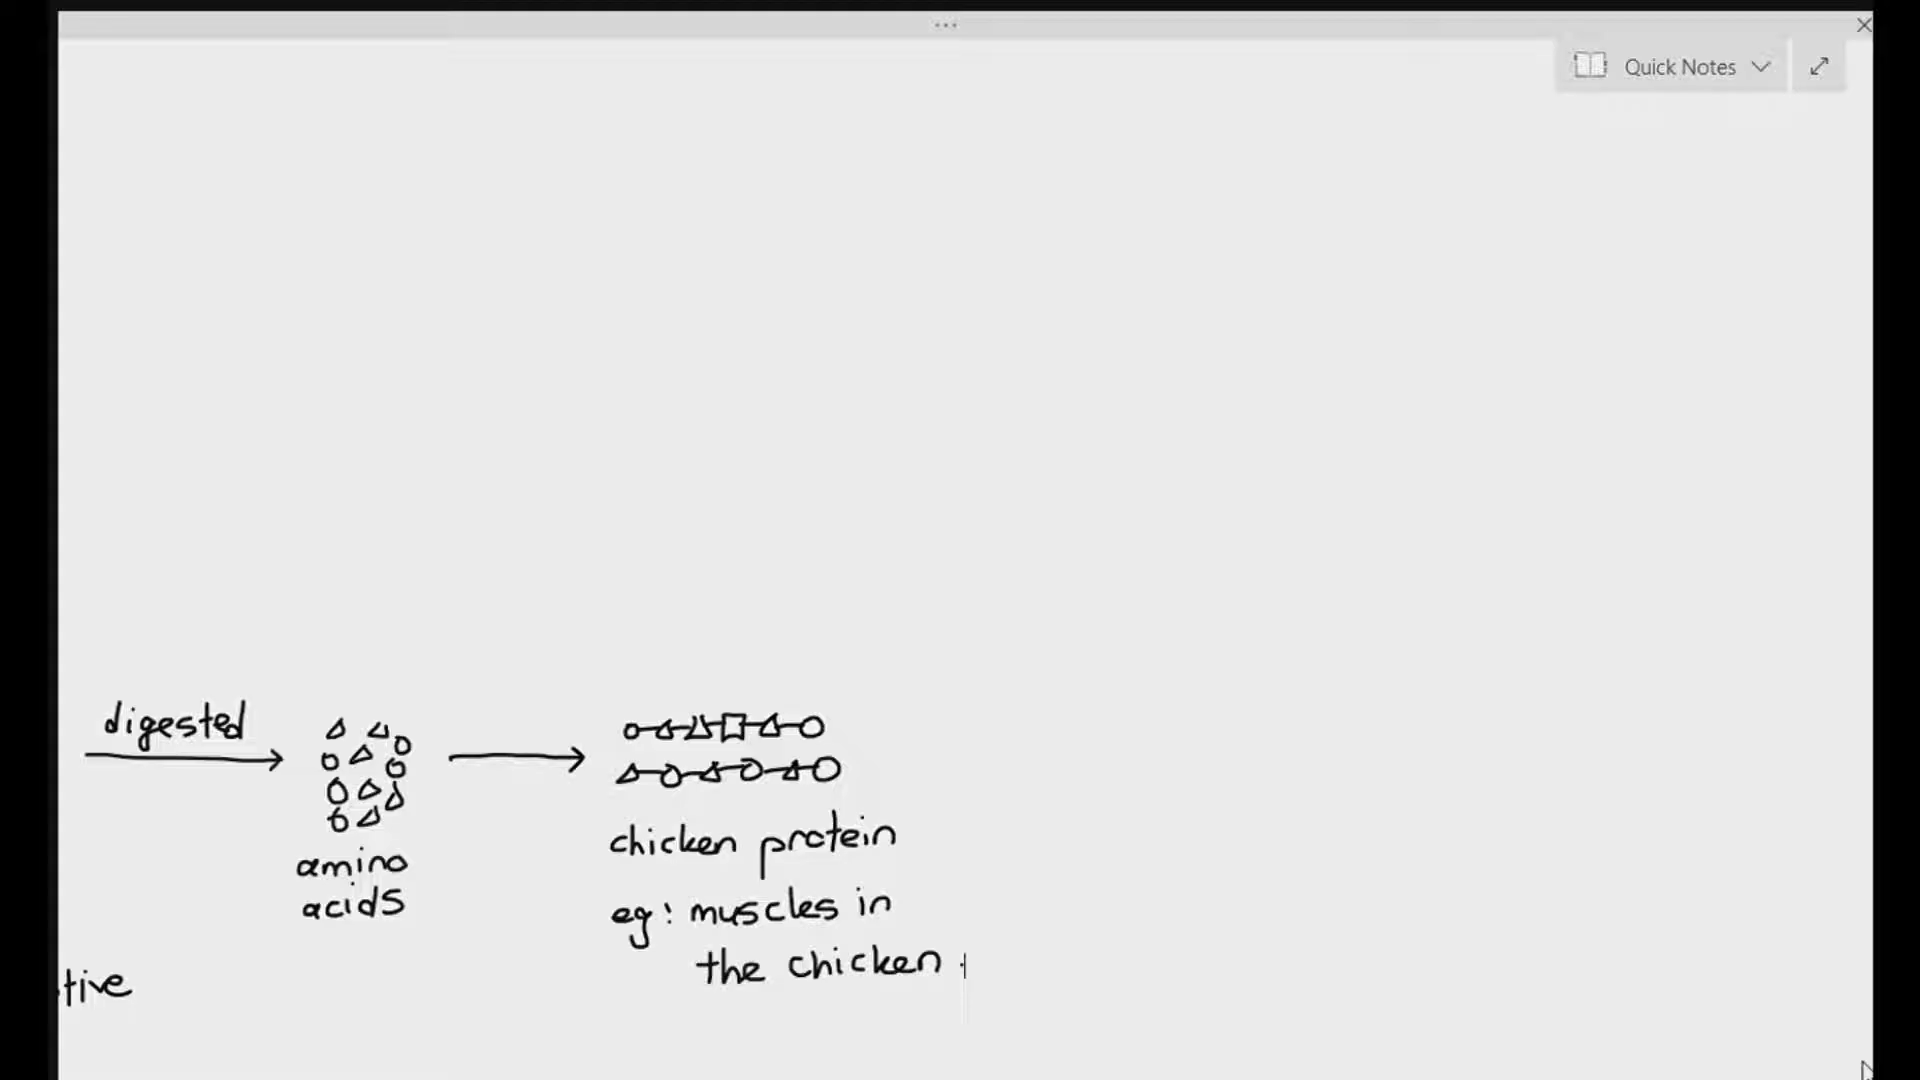 Quick Notes
digested
amino
acids
chicken protein
eg: muscles in
the chicken
tive